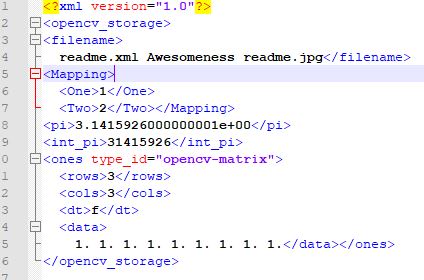 1 <?xml version="1.0"?>
2 <opencv_storage>
3 <filename>
4   readme.xml Awesomeness readme.jpg</filename>
5 <Mapping>
6   <One>1</One>
7   <Two>2</Two></Mapping>
8 <pi>3.1415926000000001e+00</pi>
9 <int_pi>31415926</int_pi>
0 <ones type_id="opencv-matrix">
1   <rows>3</rows>
2   <cols>3</cols>
3   <dt>f</dt>
4   <data>
5     1. 1. 1. 1. 1. 1. 1. 1. 1.</data></ones>
6 </opencv_storage>